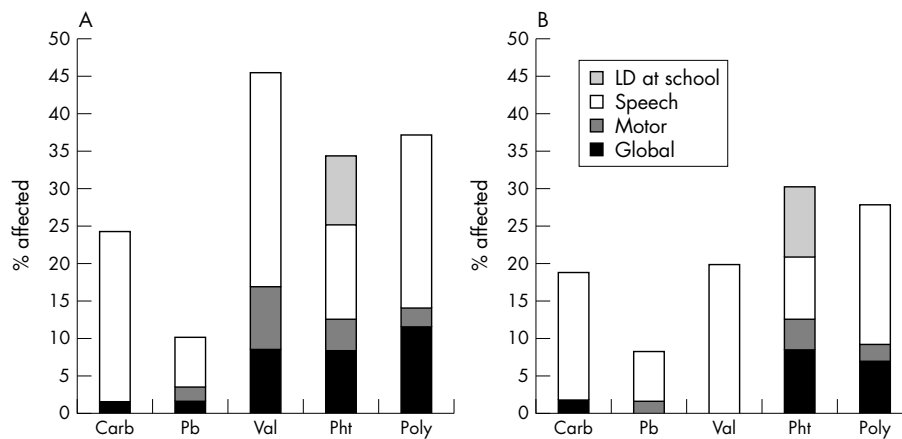 A
% affected
50
45
40
35
30
25
20
15
10
5
0
Carb Pb Val Pht Poly
B
% affected
50
45
40
35
30
25
20
15
10
5
0
LD at school
Speech
Motor
Global
Carb Pb Val Pht Poly